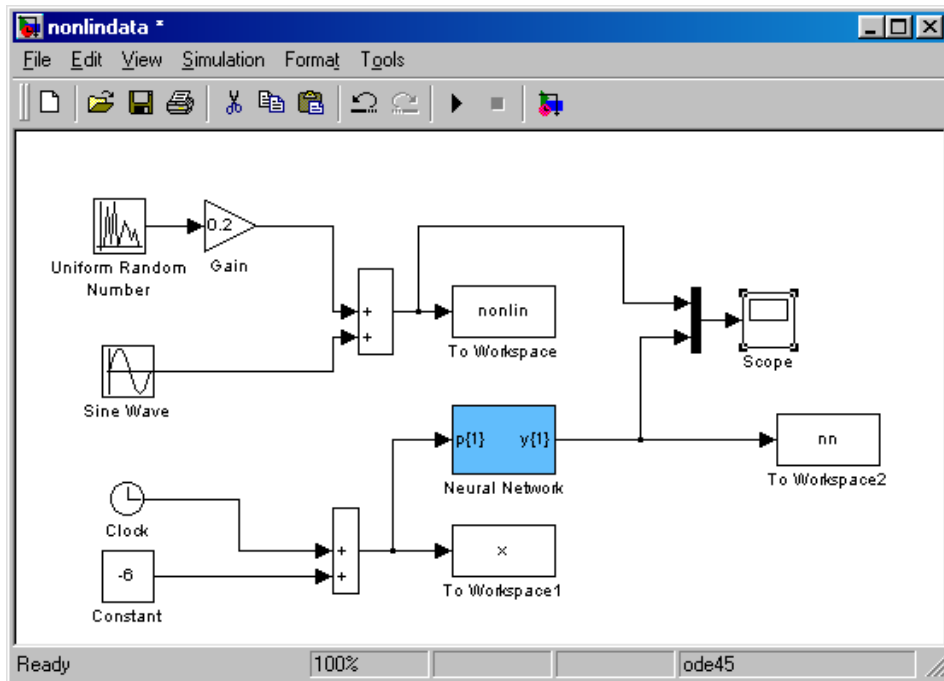 nonlindata *
File Edit View Simulation Format Tools
0.2
Uniform Random
Number
Gain
+
+
nonlin
To Workspace
Scope
Sine Wave
p{1} y{1}
Neural Network
nn
To Workspace2
Clock
+
+
x
To Workspace1
-6
Constant
Ready 100% ode45